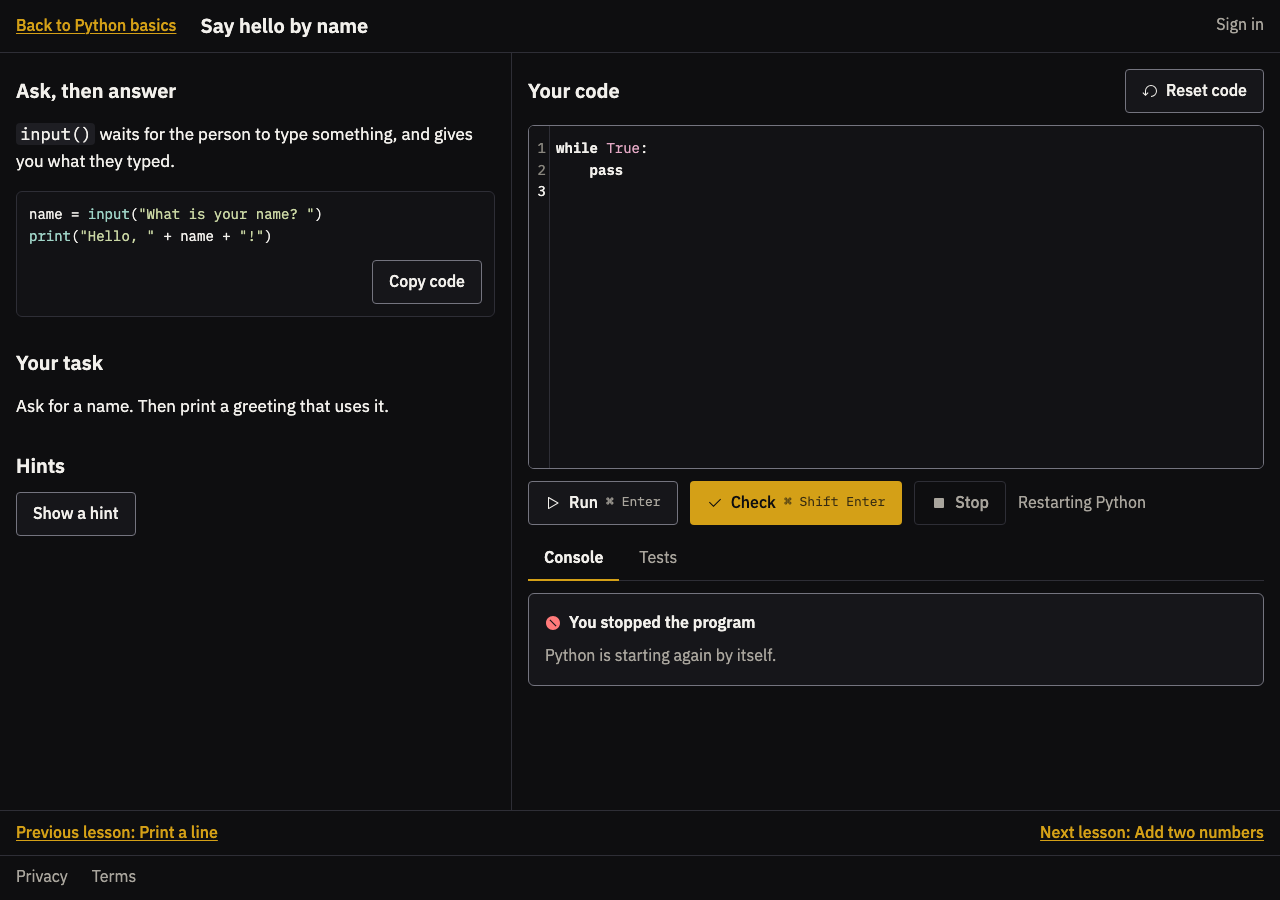 Back to Python basics
Say hello by name
Sign in
Ask, then answer
input() waits for the person to type something, and gives
you what they typed.
name = input("What is your name? ")
print("Hello, " + name + "!")
Copy code
Your task
Ask for a name. Then print a greeting that uses it.
Hints
Show a hint
Your code
Reset code
1 while True:
2     pass
3
Run ⌘ Enter
Check ⌘ Shift Enter
Stop
Restarting Python
Console
Tests
You stopped the program
Python is starting again by itself.
Previous lesson: Print a line
Next lesson: Add two numbers
Privacy
Terms